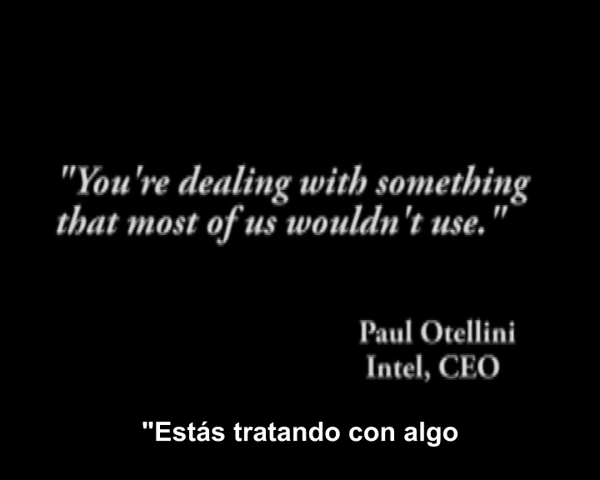 "You're dealing with something
that most of us wouldn't use."
Paul Otellini
Intel, CEO
"Estás tratando con algo